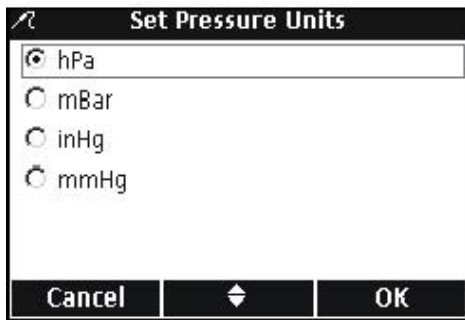 Set Pressure Units
hPa
mBar
inHg
mmHg
Cancel OK